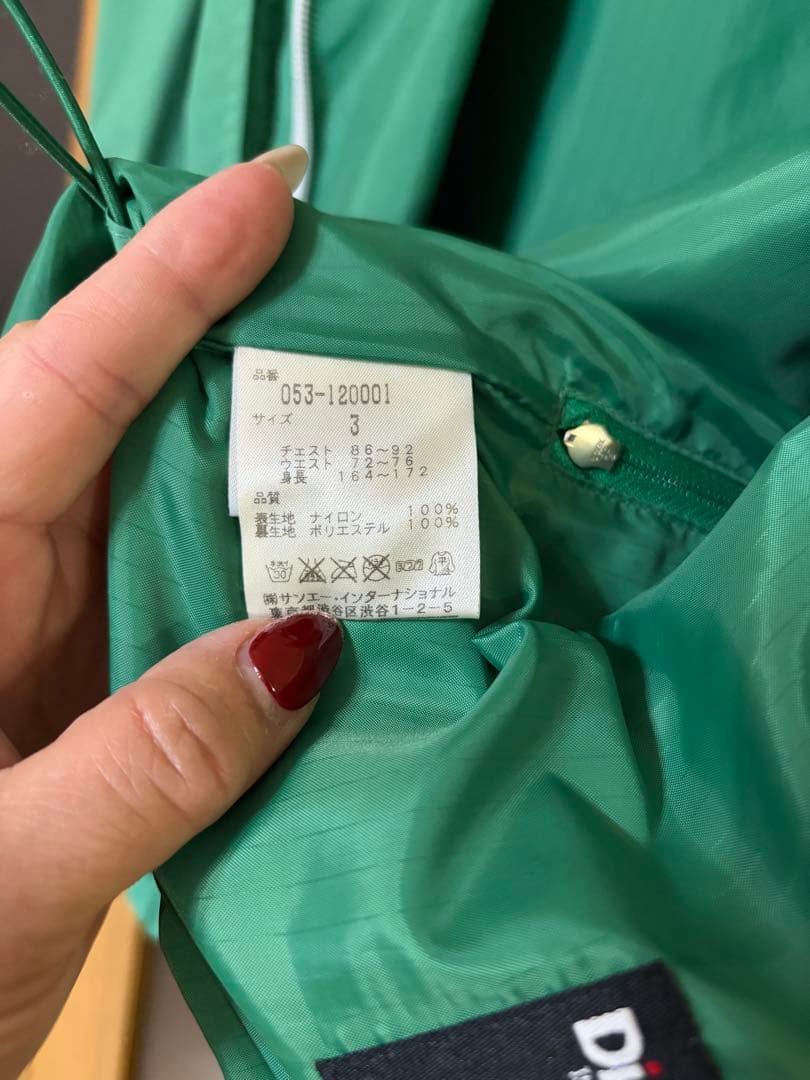 品番
053-120001
サイズ
3
チェスト 86～92
ウエスト 72～76
身長 164～172
品質
表生地 ナイロン 100%
裏生地 ポリエステル 100%
㈱サンエー・インターナショナル
東京都渋谷区渋谷1-2-5
Di